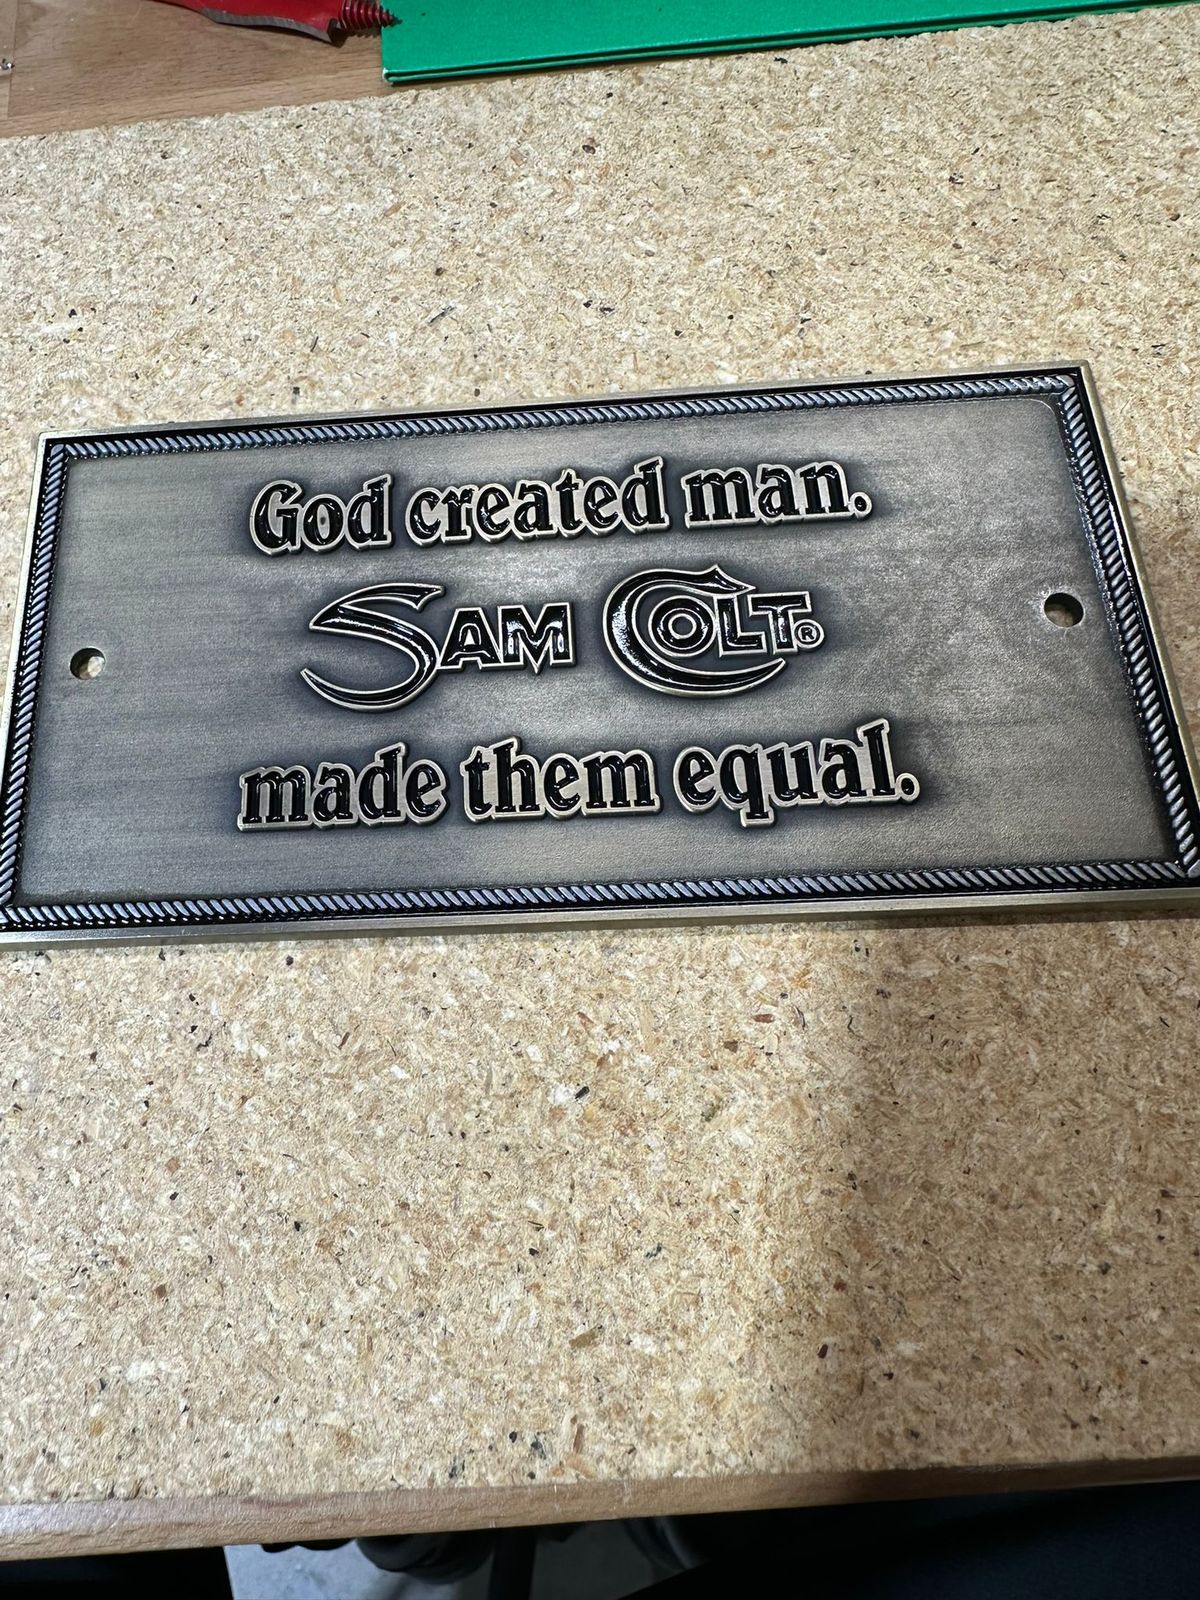 God created man.
SAM COLT®
made them equal.